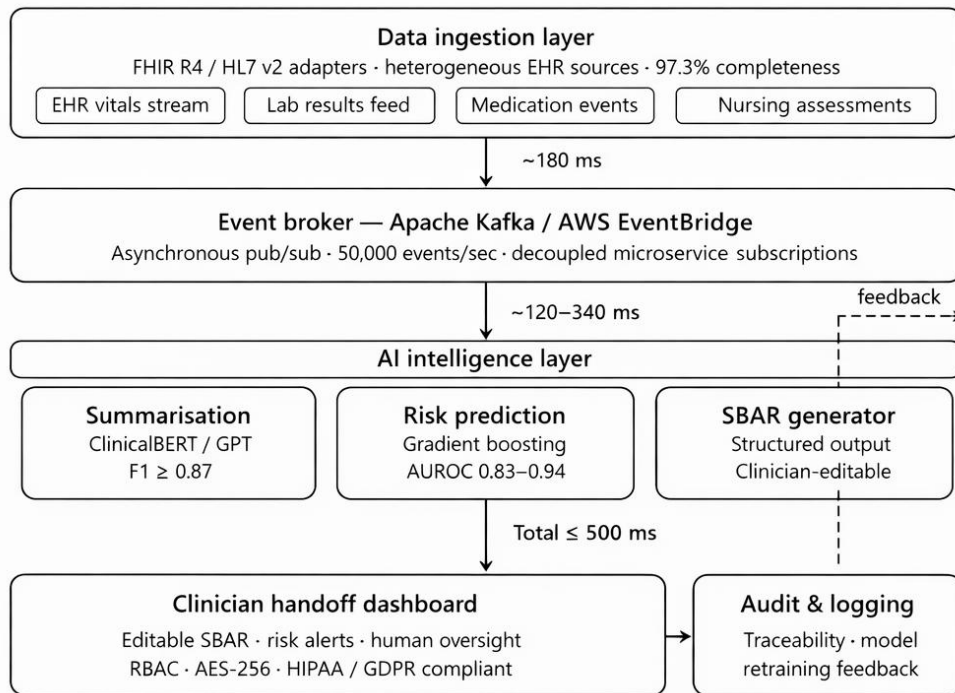 Data ingestion layer
FHIR R4 / HL7 v2 adapters · heterogeneous EHR sources · 97.3% completeness
EHR vitals stream
Lab results feed
Medication events
Nursing assessments
~180 ms
Event broker — Apache Kafka / AWS EventBridge
Asynchronous pub/sub · 50,000 events/sec · decoupled microservice subscriptions
feedback
~120–340 ms
AI intelligence layer
Summarisation
ClinicalBERT / GPT
F1 ≥ 0.87
Risk prediction
Gradient boosting
AUROC 0.83–0.94
SBAR generator
Structured output
Clinician-editable
Total ≤ 500 ms
Clinician handoff dashboard
Editable SBAR · risk alerts · human oversight
RBAC · AES-256 · HIPAA / GDPR compliant
Audit & logging
Traceability · model
retraining feedback